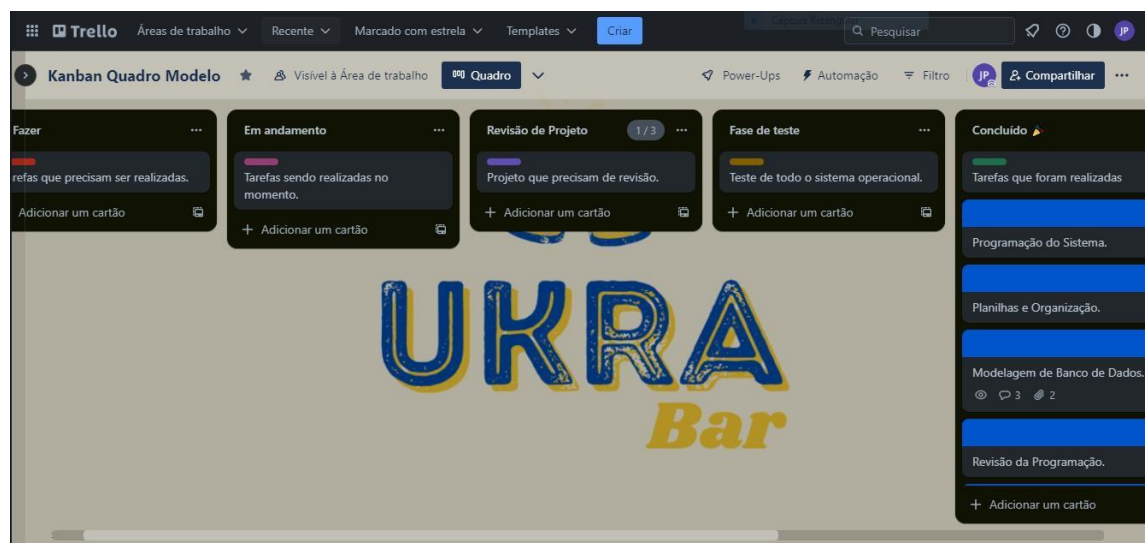 Trello
Áreas de trabalho
Recente
Marcado com estrela
Templates
Criar
Captura Retangular
Pesquisar
JP
Kanban Quadro Modelo
Visível à Área de trabalho
Quadro
Power-Ups
Automação
Filtro
JP
Compartilhar
Fazer
refas que precisam ser realizadas.
Adicionar um cartão
Em andamento
Tarefas sendo realizadas no
momento.
+ Adicionar um cartão
Revisão de Projeto
1 / 3
Projeto que precisam de revisão.
+ Adicionar um cartão
Fase de teste
Teste de todo o sistema operacional.
+ Adicionar um cartão
Concluído
Tarefas que foram realizadas
Programação do Sistema.
Planilhas e Organização.
Modelagem de Banco de Dados.
3
2
Revisão da Programação.
+ Adicionar um cartão
UKRA
Bar